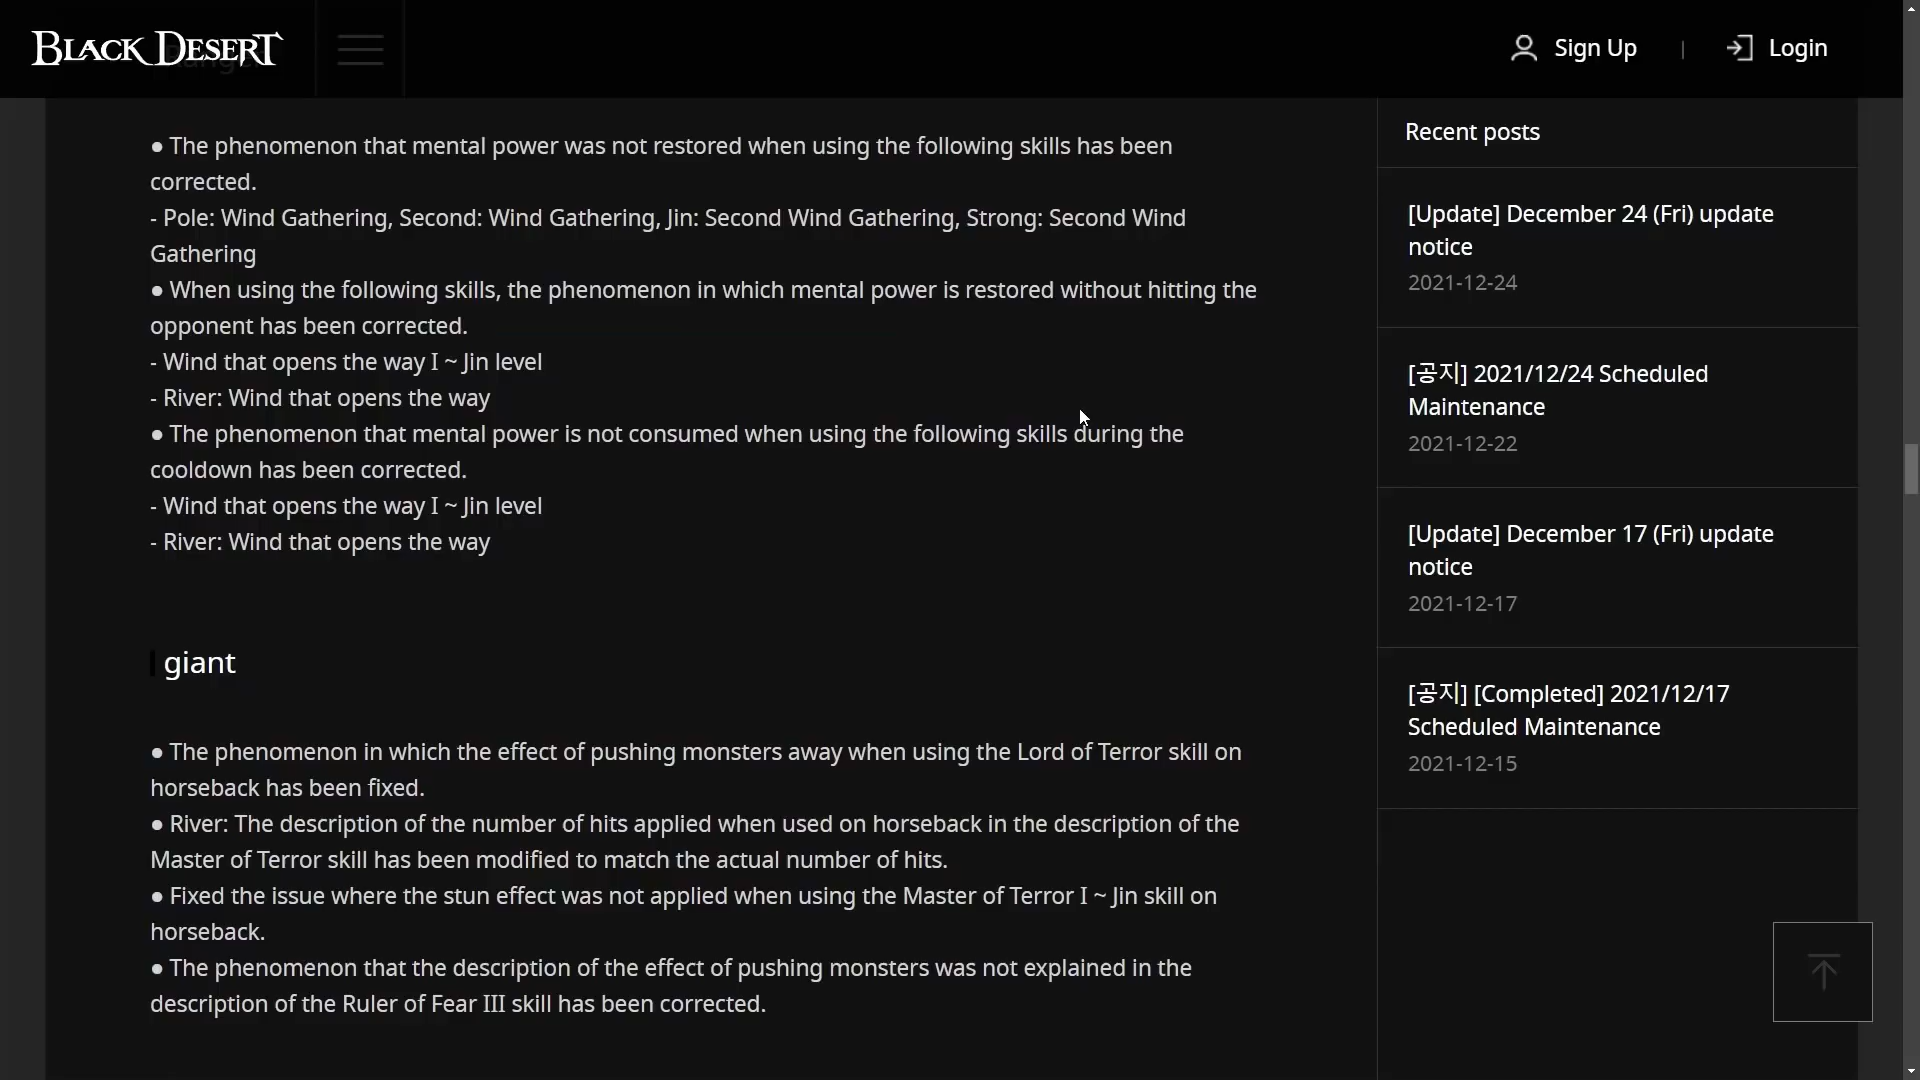 BLACK DESERT
Sign Up
|
Login
● The phenomenon that mental power was not restored when using the following skills has been
corrected.
- Pole: Wind Gathering, Second: Wind Gathering, Jin: Second Wind Gathering, Strong: Second Wind
Gathering
● When using the following skills, the phenomenon in which mental power is restored without hitting the
opponent has been corrected.
- Wind that opens the way I ~ Jin level
- River: Wind that opens the way
● The phenomenon that mental power is not consumed when using the following skills during the
cooldown has been corrected.
- Wind that opens the way I ~ Jin level
- River: Wind that opens the way
giant
● The phenomenon in which the effect of pushing monsters away when using the Lord of Terror skill on
horseback has been fixed.
● River: The description of the number of hits applied when used on horseback in the description of the
Master of Terror skill has been modified to match the actual number of hits.
● Fixed the issue where the stun effect was not applied when using the Master of Terror I ~ Jin skill on
horseback.
● The phenomenon that the description of the effect of pushing monsters was not explained in the
description of the Ruler of Fear III skill has been corrected.
Recent posts
[Update] December 24 (Fri) update
notice
2021-12-24
[공지] 2021/12/24 Scheduled
Maintenance
2021-12-22
[Update] December 17 (Fri) update
notice
2021-12-17
[공지] [Completed] 2021/12/17
Scheduled Maintenance
2021-12-15